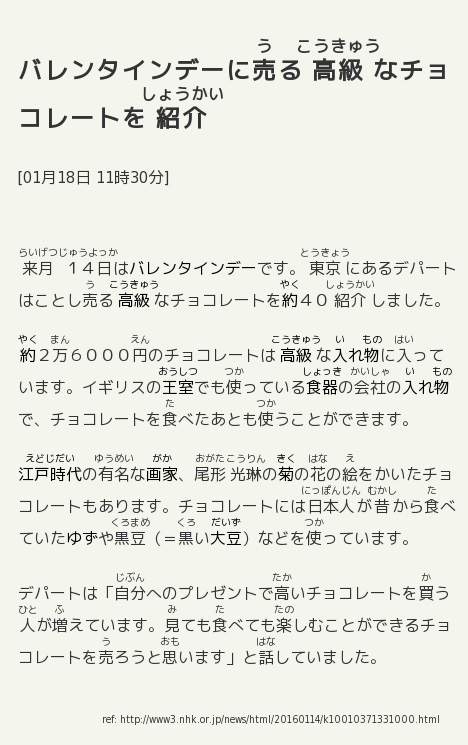 バレンタインデーに売る高級なチョ
コレートを紹介
[01月18日 11時30分]
来月１４日はバレンタインデーです。東京にあるデパート
はことし売る高級なチョコレートを約４０紹介しました。
約２万６０００円のチョコレートは高級な入れ物に入って
います。イギリスの王室でも使っている食器の会社の入れ物
で、チョコレートを食べたあとも使うことができます。
江戸時代の有名な画家、尾形光琳の菊の花の絵をかいたチョ
コレートもあります。チョコレートには日本人が昔から食べ
ていたゆずや黒豆（＝黒い大豆）などを使っています。
デパートは「自分へのプレゼントで高いチョコレートを買う
人が増えています。見ても食べても楽しむことができるチョ
コレートを売ろうと思います」と話していました。
ref: http://www3.nhk.or.jp/news/html/20160114/k10010371331000.html